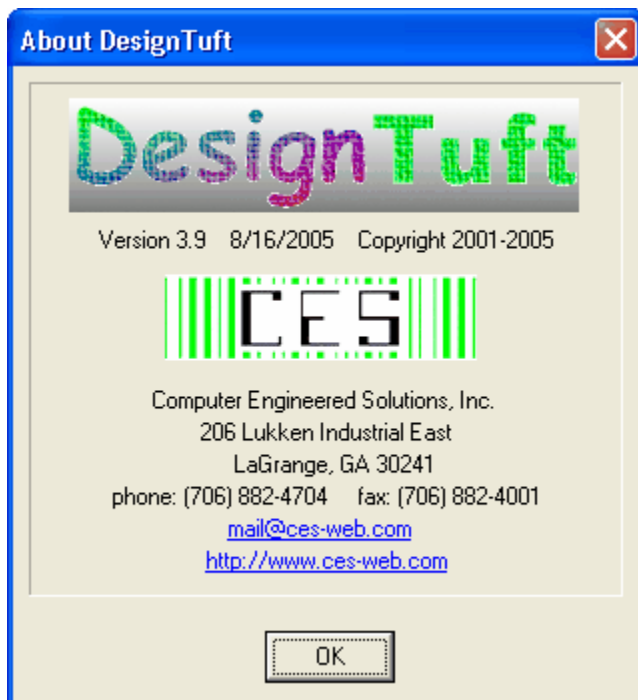 About DesignTuft
DesignTuft
Version 3.9 8/16/2005 Copyright 2001-2005
CES
Computer Engineered Solutions, Inc.
206 Lukken Industrial East
LaGrange, GA 30241
phone: (706) 882-4704 fax: (706) 882-4001
mail@ces-web.com
http://www.ces-web.com
OK